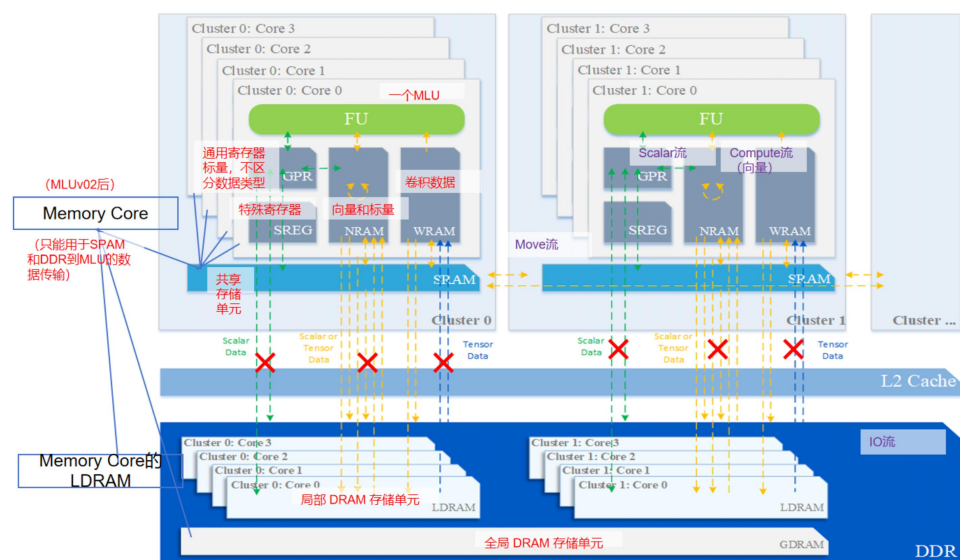 Cluster 0: Core 3
Cluster 0: Core 2
Cluster 0: Core 1
Cluster 0: Core 0
一个MLU
FU
通用寄存器
标量，不区
分数据类型
GPR
卷积数据
特殊寄存器
向量和标量
SREG
NRAM
WRAM
共享
存储
单元
SRAM
Cluster 0
(MLUv02后)
Memory Core
(只能用于SPAM
和DDR到MLU的数
据传输)
Cluster 1: Core 3
Cluster 1: Core 2
Cluster 1: Core 1
Cluster 1: Core 0
FU
Scalar流
Compute流
(向量)
GPR
SREG
NRAM
WRAM
Move流
SRAM
Cluster 1
Cluster ...
Scalar
Data
Scalar or
Tensor
Data
Tensor
Data
Scalar
Data
Scalar or
Tensor
Data
Tensor
Data
L2 Cache
IO流
Cluster 0: Core 3
Cluster 0: Core 2
Cluster 0: Core 1
Cluster 0: Core 0
局部 DRAM 存储单元
LDRAM
Cluster 1: Core 3
Cluster 1: Core 2
Cluster 1: Core 1
Cluster 1: Core 0
LDRAM
Memory Core的
LDRAM
全局 DRAM 存储单元
GDRAM
DDR